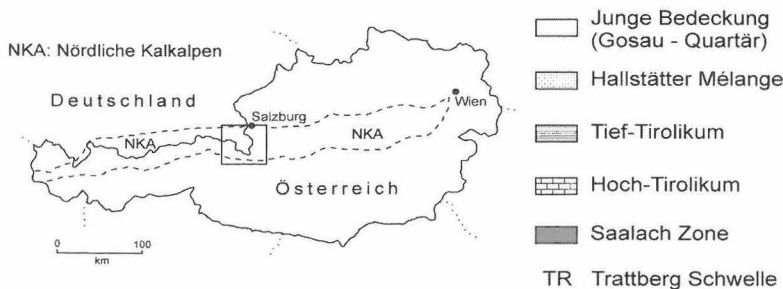 NKA: Nördliche Kalkalpen
Deutschland
Salzburg
Wien
NKA
NKA
Österreich
0 100
km
Junge Bedeckung
(Gosau - Quartär)
Hallstätter Mélange
Tief-Tirolikum
Hoch-Tirolikum
Saalach Zone
TR Trattberg Schwelle